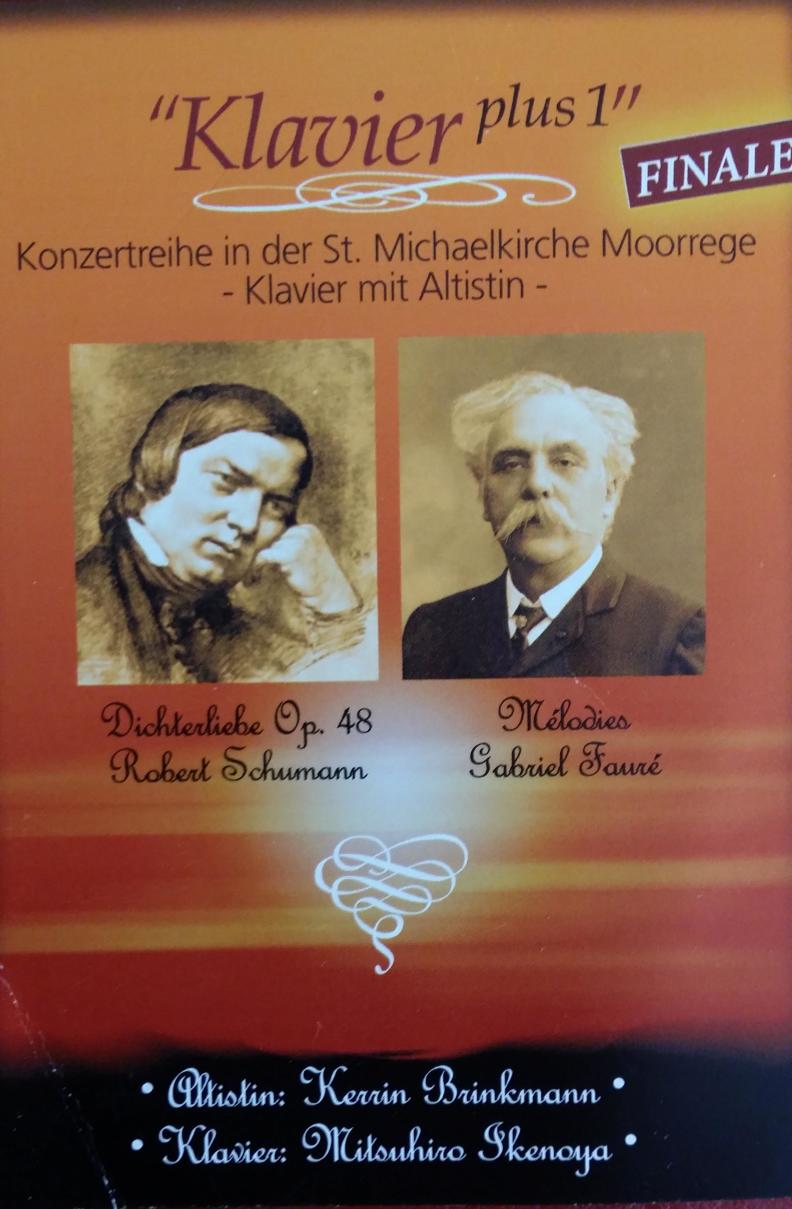 "Klavier plus 1"
FINALE
Konzertreihe in der St. Michaelkirche Moorrege
- Klavier mit Altistin -
Dichterliebe Op. 48
Robert Schumann
Mélodies
Gabriel Fauré
• Altistin: Kerrin Brinkmann •
• Klavier: Mitsuhiro Ikenoya •